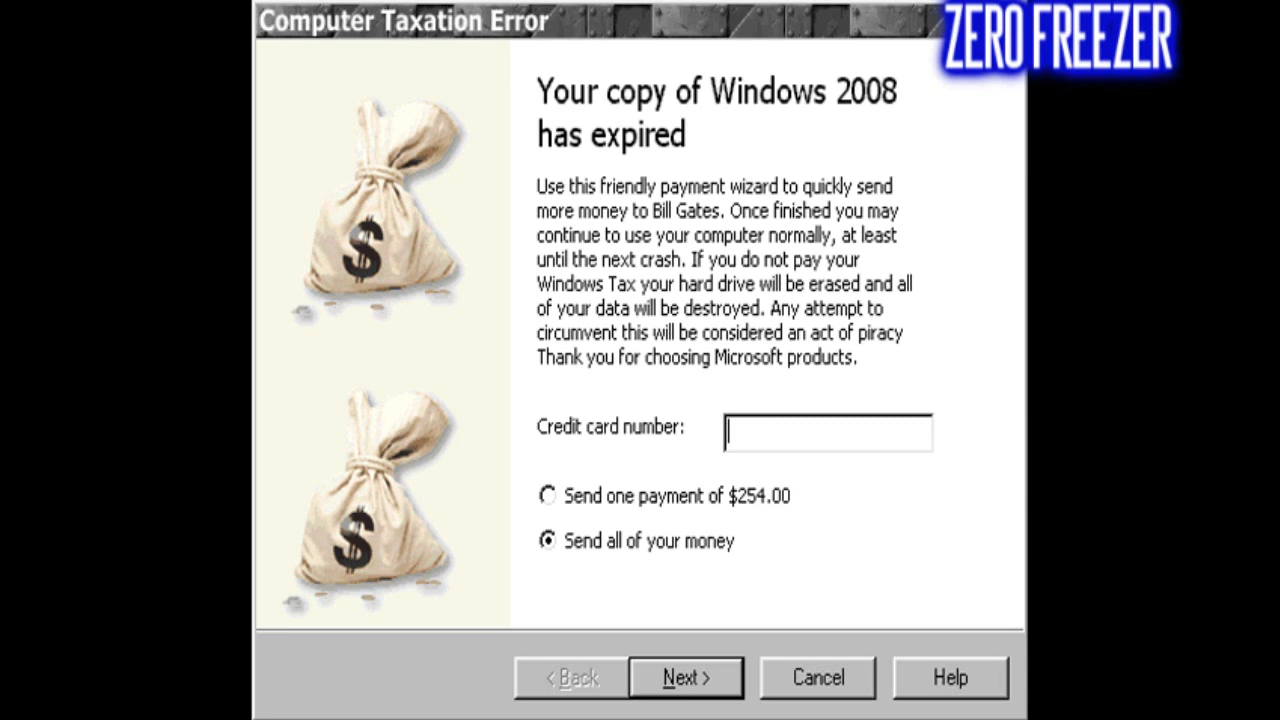 Computer Taxation Error
ZERO FREEZER
Your copy of Windows 2008
has expired
Use this friendly payment wizard to quickly send
more money to Bill Gates. Once finished you may
continue to use your computer normally, at least
until the next crash. If you do not pay your
Windows Tax your hard drive will be erased and all
of your data will be destroyed. Any attempt to
circumvent this will be considered an act of piracy
Thank you for choosing Microsoft products.
$
Credit card number:
Send one payment of $254.00
$
Send all of your money
< Back
Next >
Cancel
Help